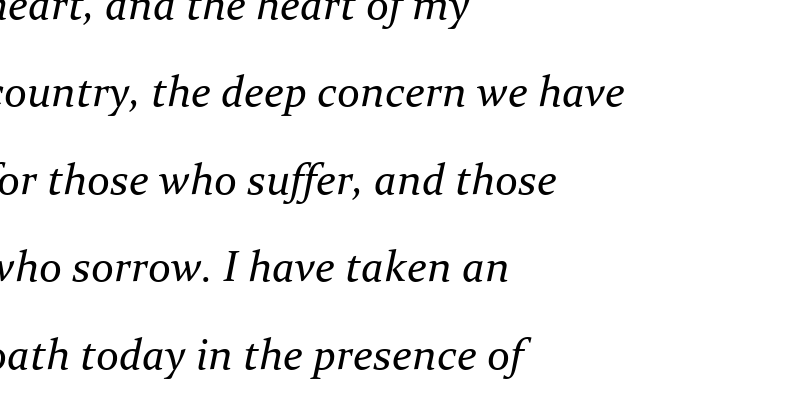 heart, and the heart of my
country, the deep concern we have
for those who suffer, and those
who sorrow. I have taken an
oath today in the presence of